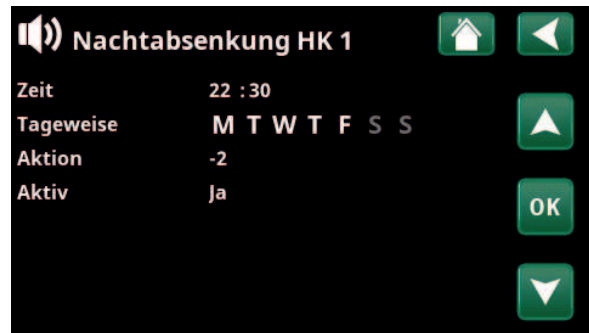 Nachtabsenkung HK 1
Zeit 22 :30
Tageweise M T W T F S S
Aktion -2
Aktiv Ja
OK